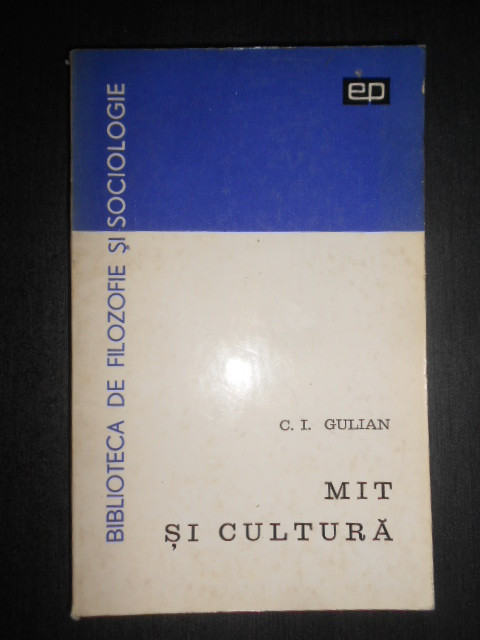 ep
BIBLIOTECA DE FILOZOFIE ȘI SOCIOLOGIE
C. I. GULIAN
MIT
ȘI CULTURĂ